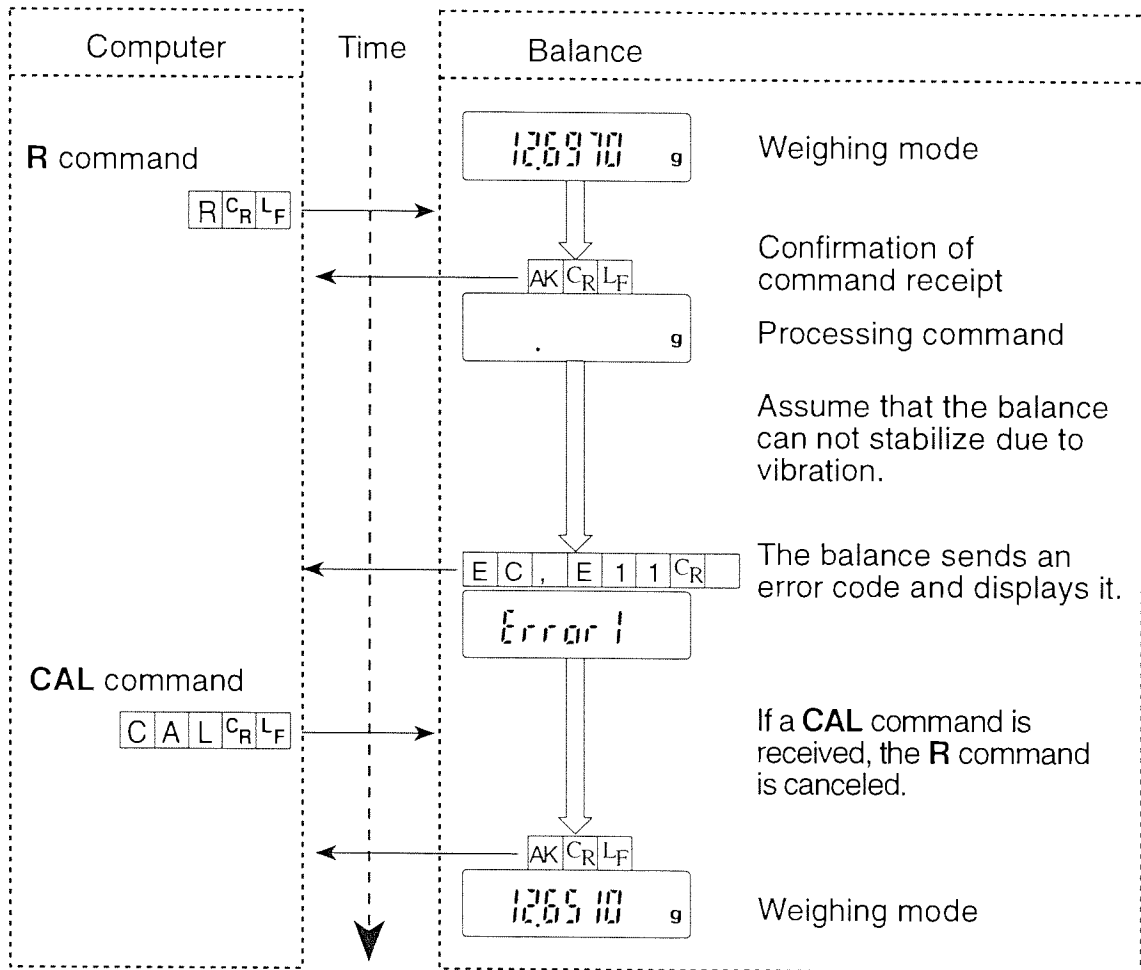 Computer
Time
Balance
12.6970 g
Weighing mode
R command
R CR LF
Confirmation of
command receipt
AK CR LF
. g
Processing command
Assume that the balance
can not stabilize due to
vibration.
EC, E11 CR
The balance sends an
error code and displays it.
Error 1
CAL command
CAL CR LF
If a CAL command is
received, the R command
is canceled.
AK CR LF
12.6510 g
Weighing mode